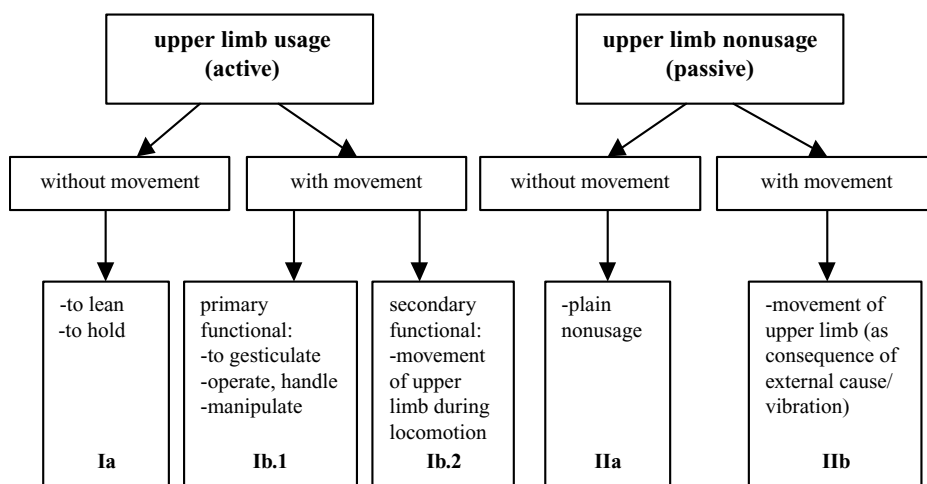 upper limb usage
(active)
upper limb nonusage
(passive)
without movement
with movement
without movement
with movement
-to lean
-to hold
Ia
primary
functional:
-to gesticulate
-operate, handle
-manipulate
Ib.1
secondary
functional:
-movement
of upper
limb during
locomotion
Ib.2
-plain
nonusage
IIa
-movement of
upper limb (as
consequence of
external cause/
vibration)
IIb